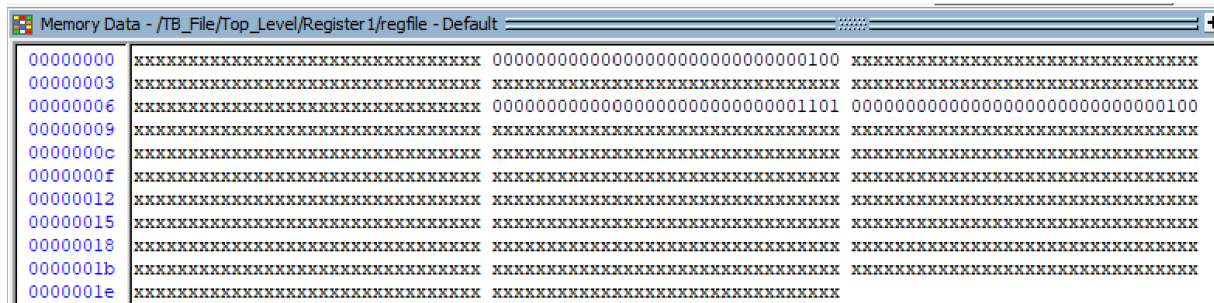 Memory Data - /TB_File/Top_Level/Register1/regfile - Default
00000000 xxxxxxxxxxxxxxxxxxxxxxxxxxxxxxxx 00000000000000000000000000000100 xxxxxxxxxxxxxxxxxxxxxxxxxxxxxxxx
00000003 xxxxxxxxxxxxxxxxxxxxxxxxxxxxxxxx xxxxxxxxxxxxxxxxxxxxxxxxxxxxxxxx xxxxxxxxxxxxxxxxxxxxxxxxxxxxxxxx
00000006 xxxxxxxxxxxxxxxxxxxxxxxxxxxxxxxx 00000000000000000000000000001101 00000000000000000000000000000100
00000009 xxxxxxxxxxxxxxxxxxxxxxxxxxxxxxxx xxxxxxxxxxxxxxxxxxxxxxxxxxxxxxxx xxxxxxxxxxxxxxxxxxxxxxxxxxxxxxxx
0000000c xxxxxxxxxxxxxxxxxxxxxxxxxxxxxxxx xxxxxxxxxxxxxxxxxxxxxxxxxxxxxxxx xxxxxxxxxxxxxxxxxxxxxxxxxxxxxxxx
0000000f xxxxxxxxxxxxxxxxxxxxxxxxxxxxxxxx xxxxxxxxxxxxxxxxxxxxxxxxxxxxxxxx xxxxxxxxxxxxxxxxxxxxxxxxxxxxxxxx
00000012 xxxxxxxxxxxxxxxxxxxxxxxxxxxxxxxx xxxxxxxxxxxxxxxxxxxxxxxxxxxxxxxx xxxxxxxxxxxxxxxxxxxxxxxxxxxxxxxx
00000015 xxxxxxxxxxxxxxxxxxxxxxxxxxxxxxxx xxxxxxxxxxxxxxxxxxxxxxxxxxxxxxxx xxxxxxxxxxxxxxxxxxxxxxxxxxxxxxxx
00000018 xxxxxxxxxxxxxxxxxxxxxxxxxxxxxxxx xxxxxxxxxxxxxxxxxxxxxxxxxxxxxxxx xxxxxxxxxxxxxxxxxxxxxxxxxxxxxxxx
0000001b xxxxxxxxxxxxxxxxxxxxxxxxxxxxxxxx xxxxxxxxxxxxxxxxxxxxxxxxxxxxxxxx xxxxxxxxxxxxxxxxxxxxxxxxxxxxxxxx
0000001e xxxxxxxxxxxxxxxxxxxxxxxxxxxxxxxx xxxxxxxxxxxxxxxxxxxxxxxxxxxxxxxx